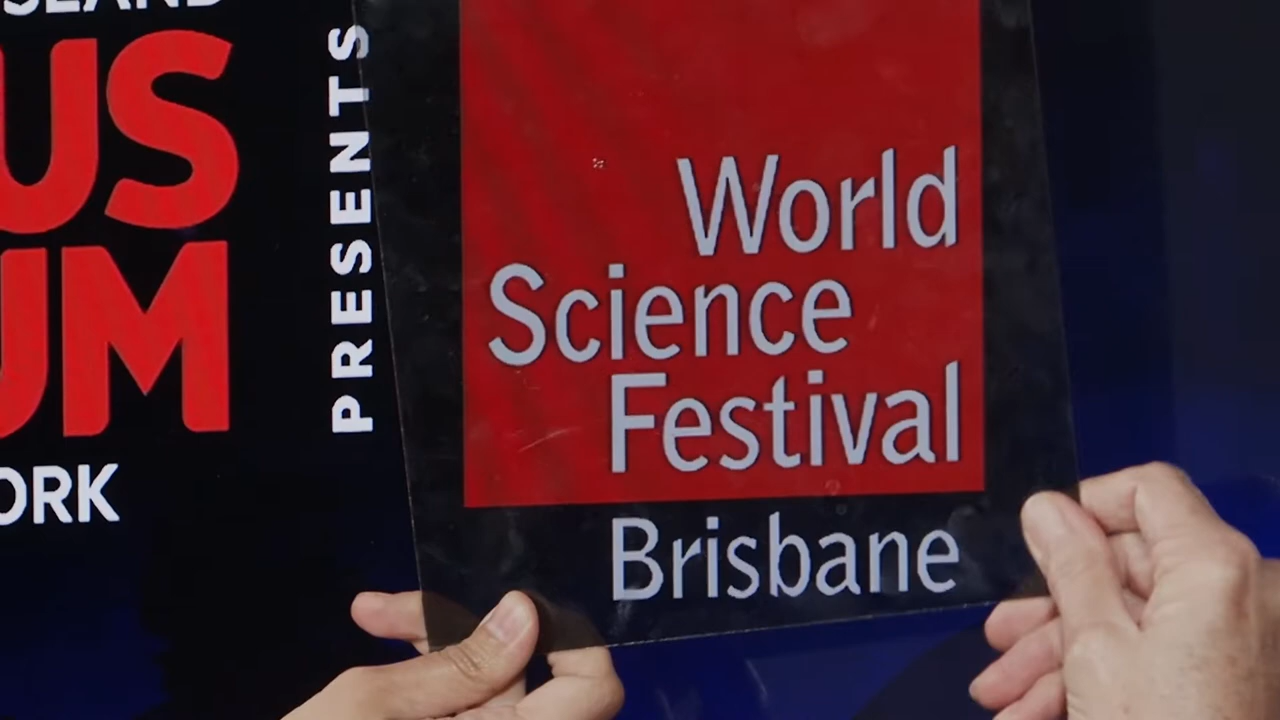 US
UM
ORK
PRESENTS
World
Science
Festival
Brisbane